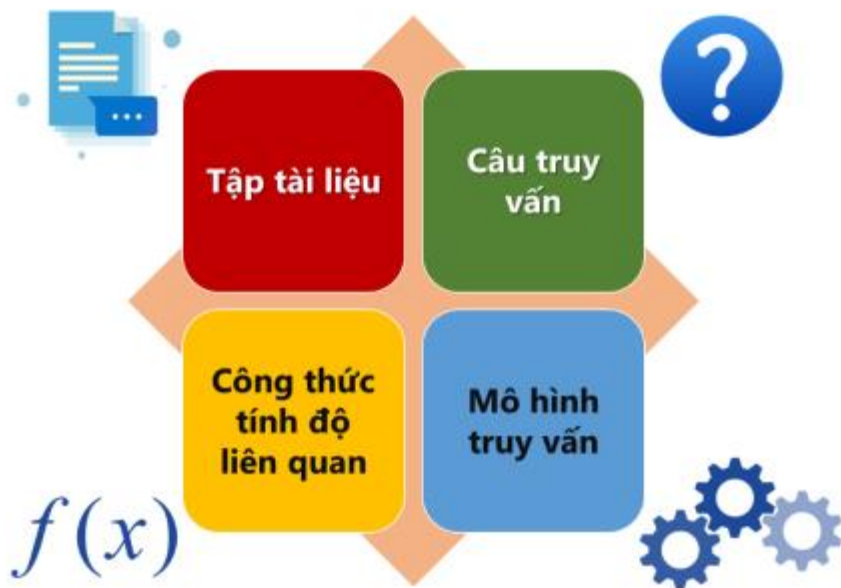 Tập tài liệu
Câu truy
vấn
Công thức
tính độ
liên quan
Mô hình
truy vấn
f(x)